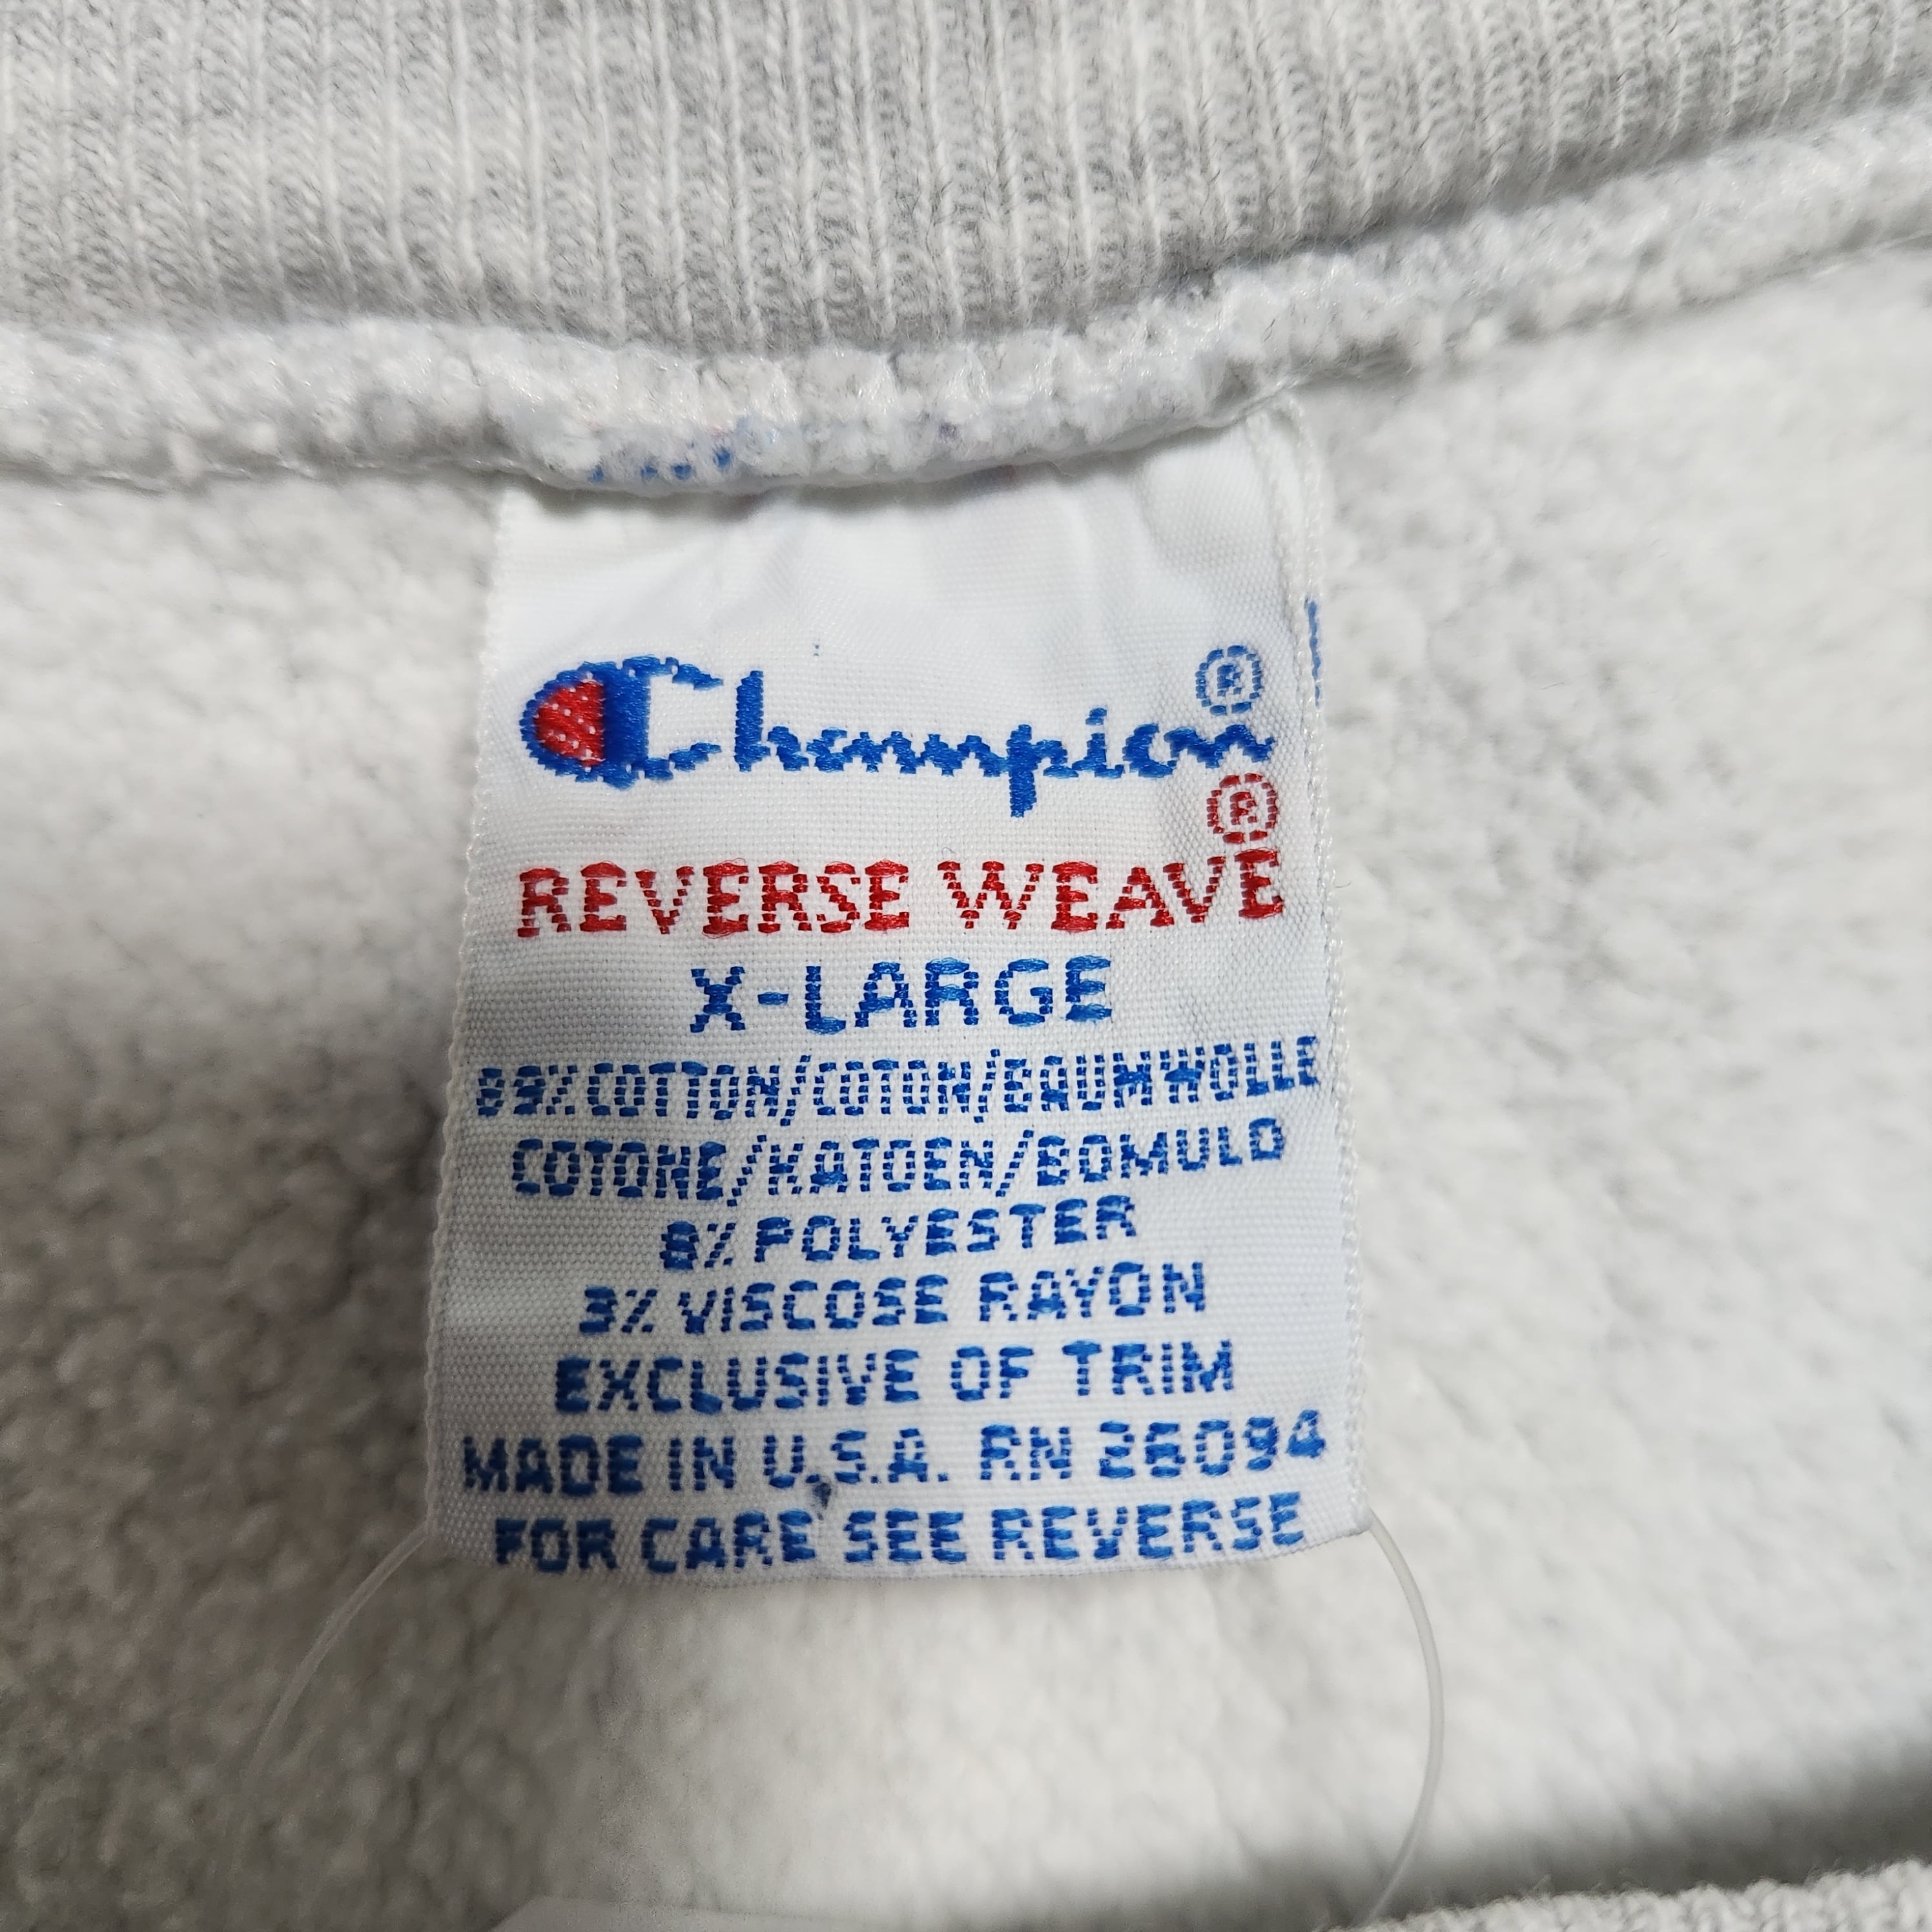 Champion®
®
REVERSE WEAVE
X-LARGE
89% COTTON/COTON/BAUMWOLLE
COTONE/KATOEN/BOMULD
8% POLYESTER
3% VISCOSE RAYON
EXCLUSIVE OF TRIM
MADE IN U.S.A. RN 26094
FOR CARE SEE REVERSE